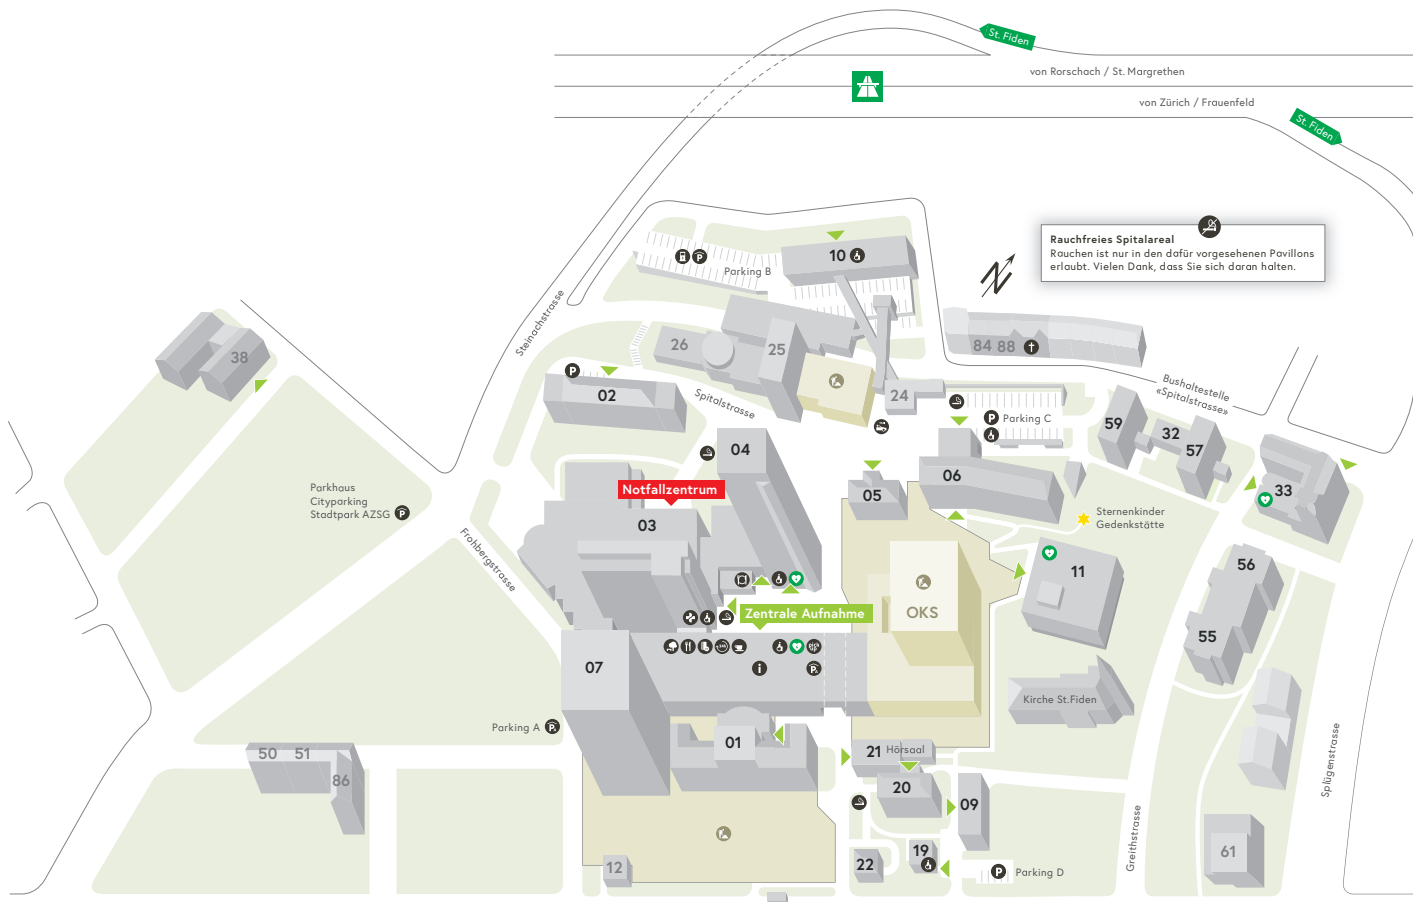 St. Fiden
von Rorschach / St. Margrethen
von Zürich / Frauenfeld
St. Fiden
Rauchfreies Spitalareal
Rauchen ist nur in den dafür vorgesehenen Pavillons
erlaubt. Vielen Dank, dass Sie sich daran halten.
N
10
P
Parking B
Steinachstrasse
38
26
25
84 88
P
02
24
Spitalstrasse
Bushaltestelle
«Spitalstrasse»
P
Parking C
59
32
57
04
06
05
33
Notfallzentrum
03
Parkhaus
Cityparking
Stadtpark AZSG
P
Sternenkinder
Gedenkstätte
Frohbergstrasse
11
56
OKS
Zentrale Aufnahme
55
07
i
P
Kirche St.Fiden
Parking A
P
01
21
Hörsaal
50
51
86
20
09
Splügenstrasse
Greithstrasse
12
22
19
P
Parking D
61